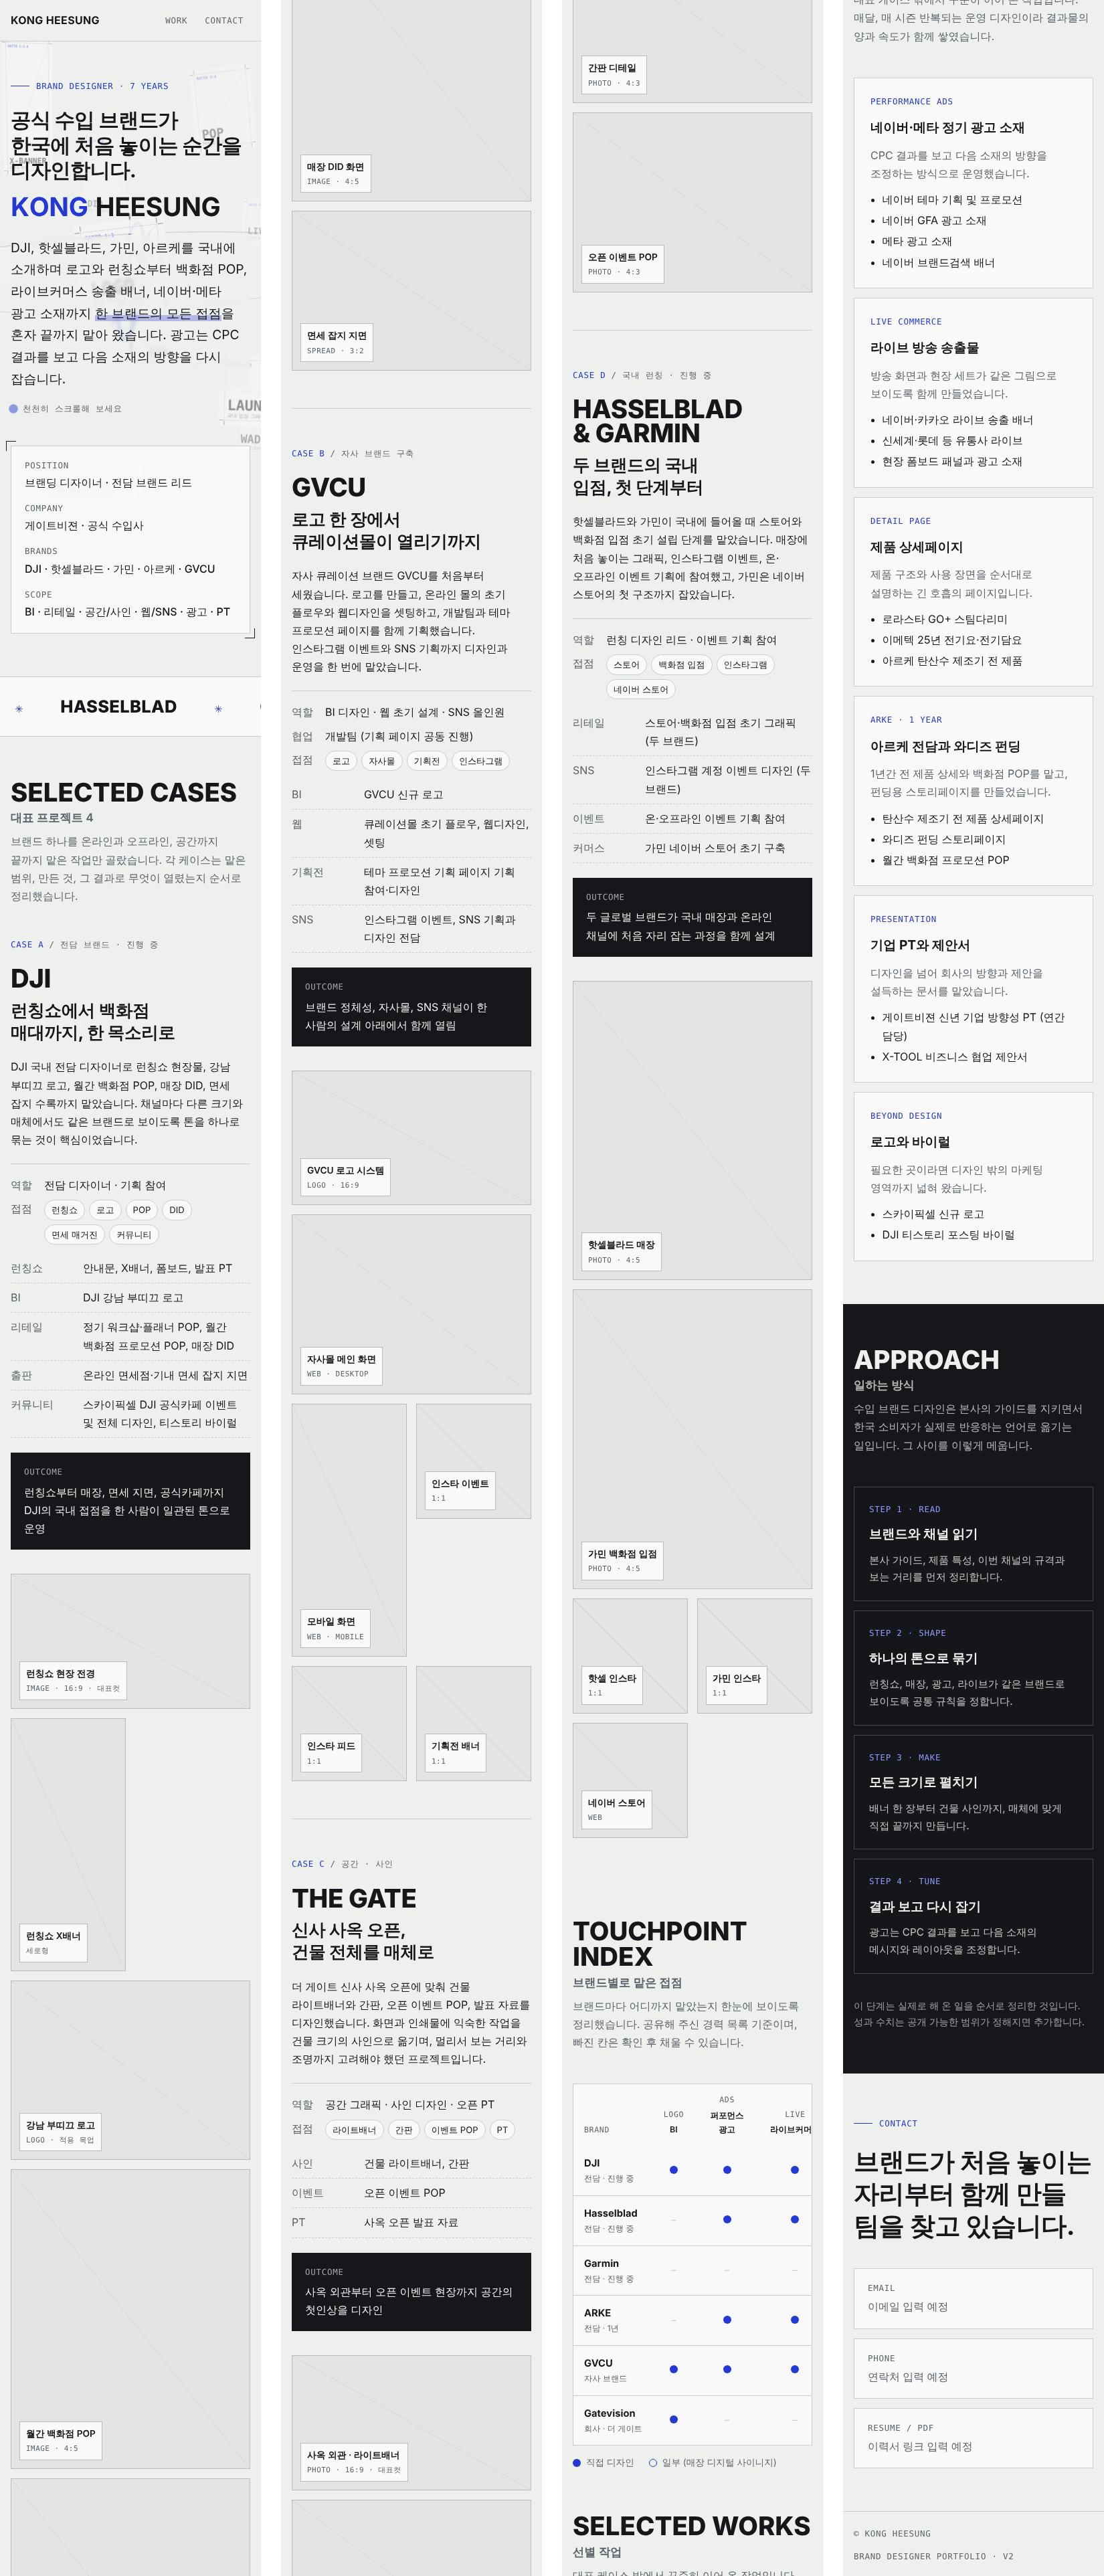 KONG HEESUNG
WORK CONTACT
BRAND DESIGNER · 7 YEARS
공식 수입 브랜드가
한국에 처음 놓이는 순간을
디자인합니다.
POP
X-BANNER
KONG HEESUNG
DJI, 핫셀블라드, 가민, 아르케를 국내에
소개하며 로고와 런칭쇼부터 백화점 POP,
라이브커머스 송출 배너, 네이버·메타
광고 소재까지 한 브랜드의 모든 접점을
혼자 끝까지 맡아 왔습니다. 광고는 CPC
결과를 보고 다음 소재의 방향을 다시
잡습니다.
천천히 스크롤해 보세요
LAUN
WAD
POSITION
브랜딩 디자이너 · 전담 브랜드 리드
COMPANY
게이트비젼 · 공식 수입사
BRANDS
DJI · 핫셀블라드 · 가민 · 아르케 · GVCU
SCOPE
BI · 리테일 · 공간/사인 · 웹/SNS · 광고 · PT
✳ HASSELBLAD ✳
SELECTED CASES
대표 프로젝트 4
브랜드 하나를 온라인과 오프라인, 공간까지
끝까지 맡은 작업만 골랐습니다. 각 케이스는 맡은
범위, 만든 것, 그 결과로 무엇이 열렸는지 순서로
정리했습니다.
CASE A / 전담 브랜드 · 진행 중
DJI
런칭쇼에서 백화점
매대까지, 한 목소리로
DJI 국내 전담 디자이너로 런칭쇼 현장물, 강남
부띠끄 로고, 월간 백화점 POP, 매장 DID, 면세
잡지 수록까지 맡았습니다. 채널마다 다른 크기와
매체에서도 같은 브랜드로 보이도록 톤을 하나로
묶는 것이 핵심이었습니다.
역할 전담 디자이너 · 기획 참여
접점 런칭쇼 로고 POP DID
면세 매거진 커뮤니티
런칭쇼 안내문, X배너, 폼보드, 발표 PT
BI DJI 강남 부띠끄 로고
리테일 정기 워크샵·플래너 POP, 월간
백화점 프로모션 POP, 매장 DID
출판 온라인 면세점·기내 면세 잡지 지면
커뮤니티 스카이픽셀 DJI 공식카페 이벤트
및 전체 디자인, 티스토리 바이럴
OUTCOME
런칭쇼부터 매장, 면세 지면, 공식카페까지
DJI의 국내 접점을 한 사람이 일관된 톤으로
운영
런칭쇼 현장 전경
IMAGE · 16:9 · 대표컷
런칭쇼 X배너
세로형
강남 부띠끄 로고
LOGO · 적용 목업
월간 백화점 POP
IMAGE · 4:5
매장 DID 화면
IMAGE · 4:5
면세 잡지 지면
SPREAD · 3:2
CASE B / 자사 브랜드 구축
GVCU
로고 한 장에서
큐레이션몰이 열리기까지
자사 큐레이션 브랜드 GVCU를 처음부터
세웠습니다. 로고를 만들고, 온라인 몰의 초기
플로우와 웹디자인을 셋팅하고, 개발팀과 테마
프로모션 페이지를 함께 기획했습니다.
인스타그램 이벤트와 SNS 기획까지 디자인과
운영을 한 번에 맡았습니다.
역할 BI 디자인 · 웹 초기 설계 · SNS 올인원
협업 개발팀 (기획 페이지 공동 진행)
접점 로고 자사몰 기획전 인스타그램
BI GVCU 신규 로고
웹 큐레이션몰 초기 플로우, 웹디자인,
셋팅
기획전 테마 프로모션 기획 페이지 기획
참여·디자인
SNS 인스타그램 이벤트, SNS 기획과
디자인 전담
OUTCOME
브랜드 정체성, 자사몰, SNS 채널이 한
사람의 설계 아래에서 함께 열림
GVCU 로고 시스템
LOGO · 16:9
자사몰 메인 화면
WEB · DESKTOP
인스타 이벤트
1:1
모바일 화면
WEB · MOBILE
인스타 피드
1:1
기획전 배너
1:1
CASE C / 공간 · 사인
THE GATE
신사 사옥 오픈,
건물 전체를 매체로
더 게이트 신사 사옥 오픈에 맞춰 건물
라이트배너와 간판, 오픈 이벤트 POP, 발표 자료를
디자인했습니다. 화면과 인쇄물에 익숙한 작업을
건물 크기의 사인으로 옮기며, 멀리서 보는 거리와
조명까지 고려해야 했던 프로젝트입니다.
역할 공간 그래픽 · 사인 디자인 · 오픈 PT
접점 라이트배너 간판 이벤트 POP PT
사인 건물 라이트배너, 간판
이벤트 오픈 이벤트 POP
PT 사옥 오픈 발표 자료
OUTCOME
사옥 외관부터 오픈 이벤트 현장까지 공간의
첫인상을 디자인
사옥 외관 · 라이트배너
PHOTO · 16:9 · 대표컷
간판 디테일
PHOTO · 4:3
오픈 이벤트 POP
PHOTO · 4:3
CASE D / 국내 런칭 · 진행 중
HASSELBLAD
& GARMIN
두 브랜드의 국내
입점, 첫 단계부터
핫셀블라드와 가민이 국내에 들어올 때 스토어와
백화점 입점 초기 설립 단계를 맡았습니다. 매장에
처음 놓이는 그래픽, 인스타그램 이벤트, 온·
오프라인 이벤트 기획에 참여했고, 가민은 네이버
스토어의 첫 구조까지 잡았습니다.
역할 런칭 디자인 리드 · 이벤트 기획 참여
접점 스토어 백화점 입점 인스타그램
네이버 스토어
리테일 스토어·백화점 입점 초기 그래픽
(두 브랜드)
SNS 인스타그램 계정 이벤트 디자인 (두
브랜드)
이벤트 온·오프라인 이벤트 기획 참여
커머스 가민 네이버 스토어 초기 구축
OUTCOME
두 글로벌 브랜드가 국내 매장과 온라인
채널에 처음 자리 잡는 과정을 함께 설계
핫셀블라드 매장
PHOTO · 4:5
가민 백화점 입점
PHOTO · 4:5
핫셀 인스타
1:1
가민 인스타
1:1
네이버 스토어
WEB
TOUCHPOINT
INDEX
브랜드별로 맡은 접점
브랜드마다 어디까지 맡았는지 한눈에 보이도록
정리했습니다. 공유해 주신 경력 목록 기준이며,
빠진 칸은 확인 후 채울 수 있습니다.
BRAND LOGO BI ADS 퍼포먼스 광고 LIVE 라이브커머
DJI
전담 · 진행 중
Hasselblad
전담 · 진행 중
–
Garmin
전담 · 진행 중
– – –
ARKE
전담 · 1년
–
GVCU
자사 브랜드
Gatevision
회사 · 더 게이트
– –
직접 디자인 일부 (매장 디지털 사이니지)
SELECTED WORKS
선별 작업
매달, 매 시즌 반복되는 운영 디자인이라 결과물의
양과 속도가 함께 쌓였습니다.
PERFORMANCE ADS
네이버·메타 정기 광고 소재
CPC 결과를 보고 다음 소재의 방향을
조정하는 방식으로 운영했습니다.
• 네이버 테마 기획 및 프로모션
• 네이버 GFA 광고 소재
• 메타 광고 소재
• 네이버 브랜드검색 배너
LIVE COMMERCE
라이브 방송 송출물
방송 화면과 현장 세트가 같은 그림으로
보이도록 함께 만들었습니다.
• 네이버·카카오 라이브 송출 배너
• 신세계·롯데 등 유통사 라이브
• 현장 폼보드 패널과 광고 소재
DETAIL PAGE
제품 상세페이지
제품 구조와 사용 장면을 순서대로
설명하는 긴 호흡의 페이지입니다.
• 로라스타 GO+ 스팀다리미
• 이메텍 25년 전기요·전기담요
• 아르케 탄산수 제조기 전 제품
ARKE · 1 YEAR
아르케 전담과 와디즈 펀딩
1년간 전 제품 상세와 백화점 POP를 맡고,
펀딩용 스토리페이지를 만들었습니다.
• 탄산수 제조기 전 제품 상세페이지
• 와디즈 펀딩 스토리페이지
• 월간 백화점 프로모션 POP
PRESENTATION
기업 PT와 제안서
디자인을 넘어 회사의 방향과 제안을
설득하는 문서를 맡았습니다.
• 게이트비젼 신년 기업 방향성 PT (연간
담당)
• X-TOOL 비즈니스 협업 제안서
BEYOND DESIGN
로고와 바이럴
필요한 곳이라면 디자인 밖의 마케팅
영역까지 넓혀 왔습니다.
• 스카이픽셀 신규 로고
• DJI 티스토리 포스팅 바이럴
APPROACH
일하는 방식
수입 브랜드 디자인은 본사의 가이드를 지키면서
한국 소비자가 실제로 반응하는 언어로 옮기는
일입니다. 그 사이를 이렇게 메웁니다.
STEP 1 · READ
브랜드와 채널 읽기
본사 가이드, 제품 특성, 이번 채널의 규격과
보는 거리를 먼저 정리합니다.
STEP 2 · SHAPE
하나의 톤으로 묶기
런칭쇼, 매장, 광고, 라이브가 같은 브랜드로
보이도록 공통 규칙을 정합니다.
STEP 3 · MAKE
모든 크기로 펼치기
배너 한 장부터 건물 사인까지, 매체에 맞게
직접 끝까지 만듭니다.
STEP 4 · TUNE
결과 보고 다시 잡기
광고는 CPC 결과를 보고 다음 소재의
메시지와 레이아웃을 조정합니다.
이 단계는 실제로 해 온 일을 순서로 정리한 것입니다.
성과 수치는 공개 가능한 범위가 정해지면 추가합니다.
CONTACT
브랜드가 처음 놓이는
자리부터 함께 만들
팀을 찾고 있습니다.
EMAIL
이메일 입력 예정
PHONE
연락처 입력 예정
RESUME / PDF
이력서 링크 입력 예정
© KONG HEESUNG
BRAND DESIGNER PORTFOLIO · V2